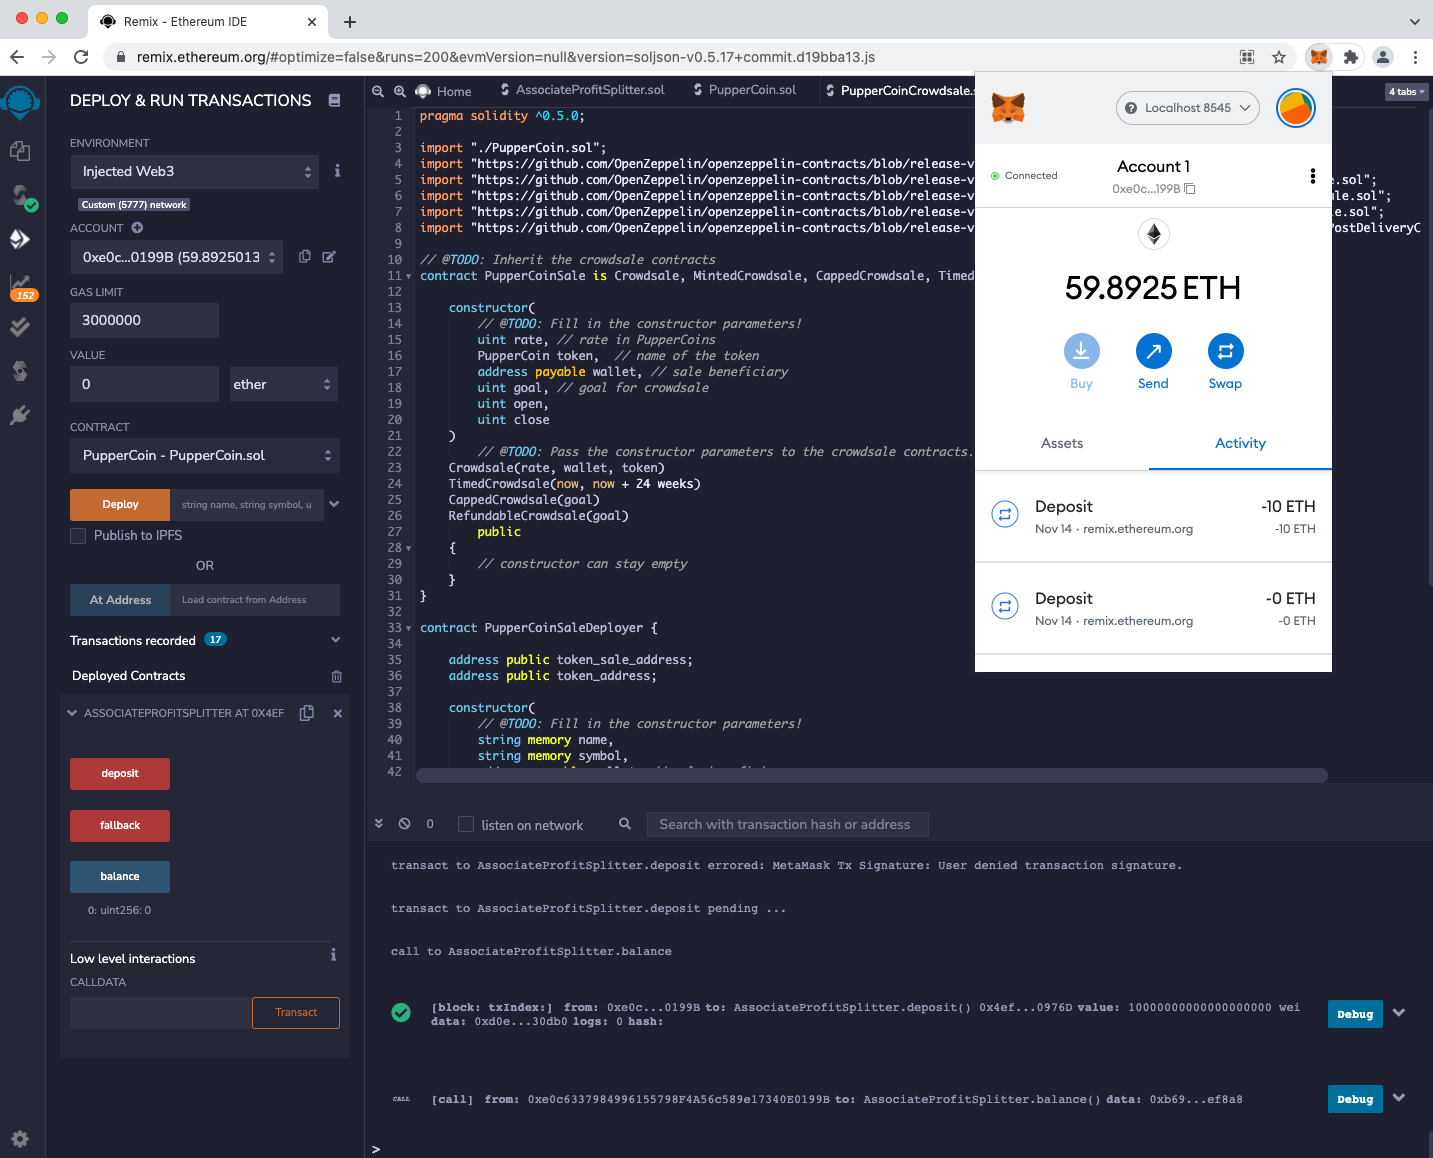 Remix - Ethereum IDE
remix.ethereum.org/#optimize=false&runs=200&evmVersion=null&version=soljson-v0.5.17+commit.d19bba13.js
DEPLOY & RUN TRANSACTIONS
ENVIRONMENT
Injected Web3
Custom (5777) network
ACCOUNT
0xe0c...0199B (59.8925013
GAS LIMIT
3000000
VALUE
0
ether
CONTRACT
PupperCoin - PupperCoin.sol
Deploy
string name, string symbol, u
Publish to IPFS
OR
At Address
Load contract from Address
Transactions recorded 17
Deployed Contracts
ASSOCIATEPROFITSPLITTER AT 0X4EF
deposit
fallback
balance
0: uint256: 0
Low level interactions
CALLDATA
Transact
152
Home
AssociateProfitSplitter.sol
PupperCoin.sol
PupperCoinCrowdsale.s
4 tabs
1 pragma solidity ^0.5.0;
2
3 import "./PupperCoin.sol";
4 import "https://github.com/OpenZeppelin/openzeppelin-contracts/blob/release-v
5 import "https://github.com/OpenZeppelin/openzeppelin-contracts/blob/release-v e.sol";
6 import "https://github.com/OpenZeppelin/openzeppelin-contracts/blob/release-v ule.sol";
7 import "https://github.com/OpenZeppelin/openzeppelin-contracts/blob/release-v le.sol";
8 import "https://github.com/OpenZeppelin/openzeppelin-contracts/blob/release-v PostDeliveryC
9
10 // @TODO: Inherit the crowdsale contracts
11 contract PupperCoinSale is Crowdsale, MintedCrowdsale, CappedCrowdsale, Timed
12
13 constructor(
14 // @TODO: Fill in the constructor parameters!
15 uint rate, // rate in PupperCoins
16 PupperCoin token, // name of the token
17 address payable wallet, // sale beneficiary
18 uint goal, // goal for crowdsale
19 uint open,
20 uint close
21 )
22 // @TODO: Pass the constructor parameters to the crowdsale contracts.
23 Crowdsale(rate, wallet, token)
24 TimedCrowdsale(now, now + 24 weeks)
25 CappedCrowdsale(goal)
26 RefundableCrowdsale(goal)
27 public
28 {
29 // constructor can stay empty
30 }
31 }
32
33 contract PupperCoinSaleDeployer {
34
35 address public token_sale_address;
36 address public token_address;
37
38 constructor(
39 // @TODO: Fill in the constructor parameters!
40 string memory name,
41 string memory symbol,
42
Localhost 8545
Connected
Account 1
0xe0c...199B
59.8925 ETH
Buy
Send
Swap
Assets
Activity
Deposit -10 ETH
Nov 14 · remix.ethereum.org -10 ETH
Deposit -0 ETH
Nov 14 · remix.ethereum.org -0 ETH
0
listen on network
Search with transaction hash or address
transact to AssociateProfitSplitter.deposit errored: MetaMask Tx Signature: User denied transaction signature.
transact to AssociateProfitSplitter.deposit pending ...
call to AssociateProfitSplitter.balance
[block: txIndex:] from: 0xe0c...0199B to: AssociateProfitSplitter.deposit() 0x4ef...0976D value: 10000000000000000000 wei
data: 0xd0e...30db0 logs: 0 hash:
Debug
CALL [call] from: 0xe0c6337984996155798F4A56c589e17340E0199B to: AssociateProfitSplitter.balance() data: 0xb69...ef8a8
Debug
>